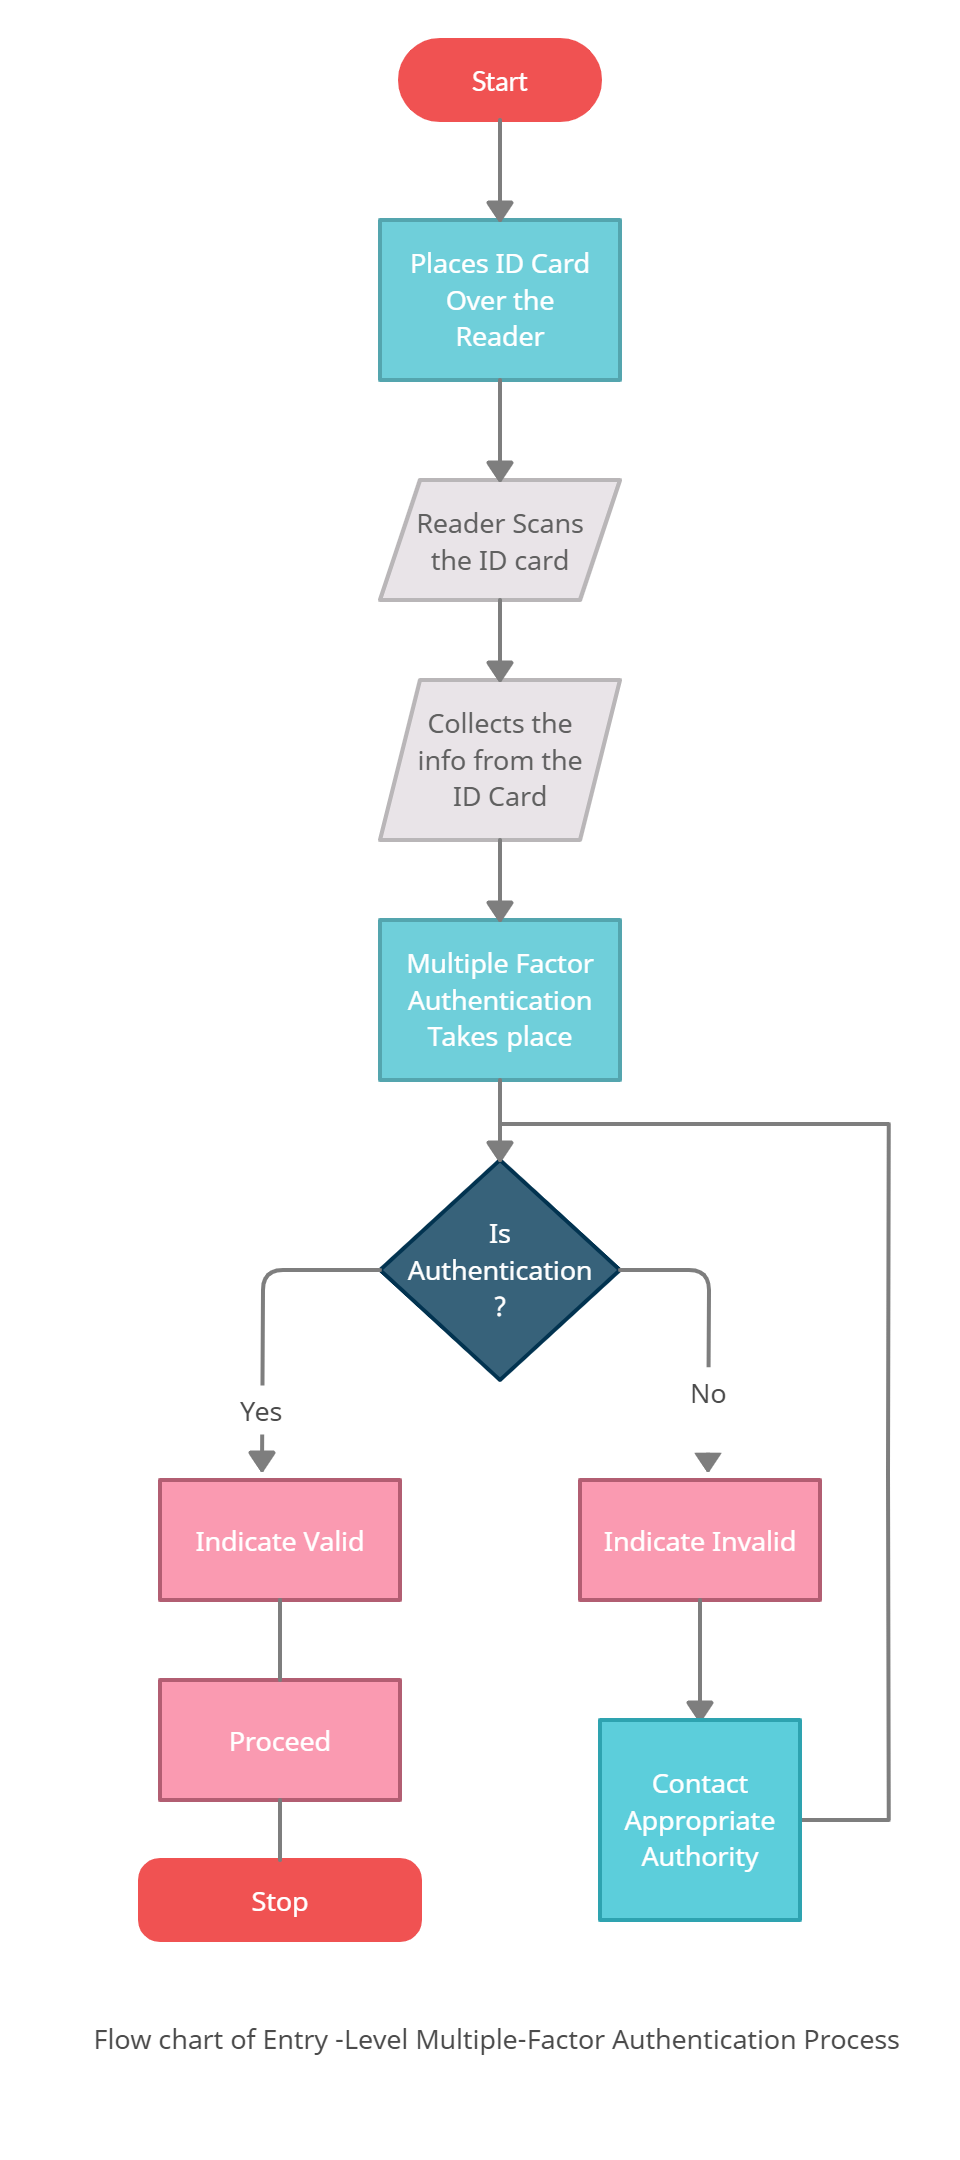 Start
Places ID Card
Over the
Reader
Reader Scans
the ID card
Collects the
info from the
ID Card
Multiple Factor
Authentication
Takes place
Is
Authentication
?
Yes
No
Indicate Valid
Indicate Invalid
Proceed
Contact
Appropriate
Authority
Stop
Flow chart of Entry -Level Multiple-Factor Authentication Process